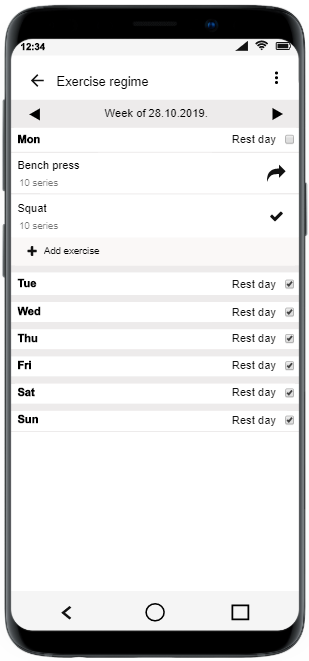 12:34
Exercise regime
Week of 28.10.2019.
Mon Rest day
Bench press
10 series
Squat
10 series
Add exercise
Tue Rest day
Wed Rest day
Thu Rest day
Fri Rest day
Sat Rest day
Sun Rest day